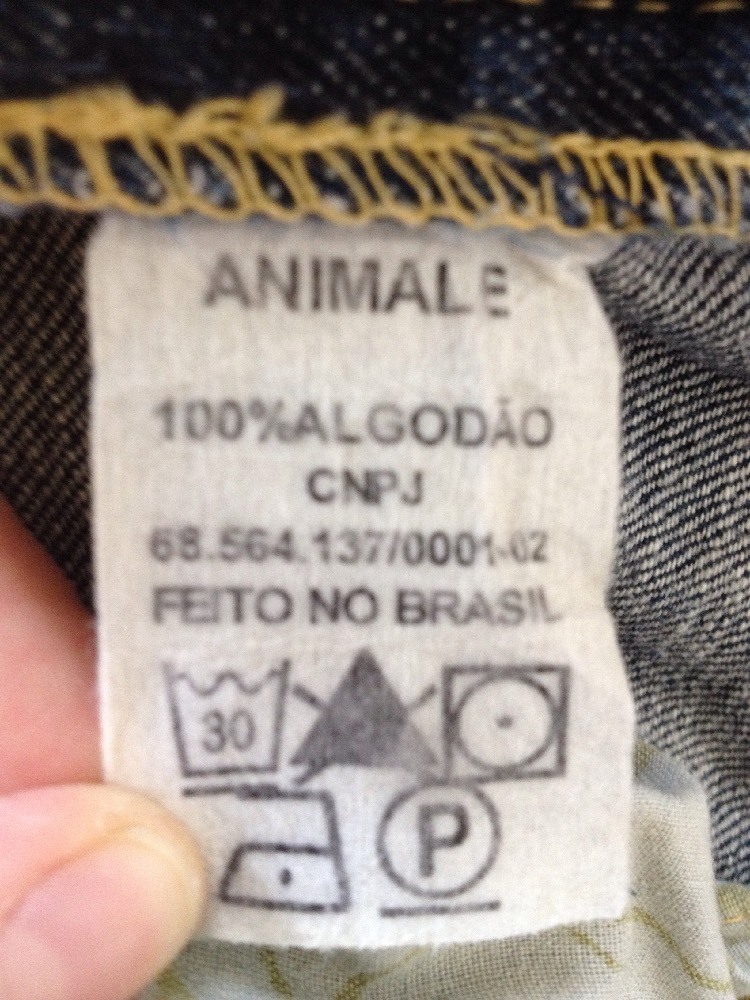 ANIMALE
100%ALGODÃO
CNPJ
68.564.137/0001-02
FEITO NO BRASIL
30
P